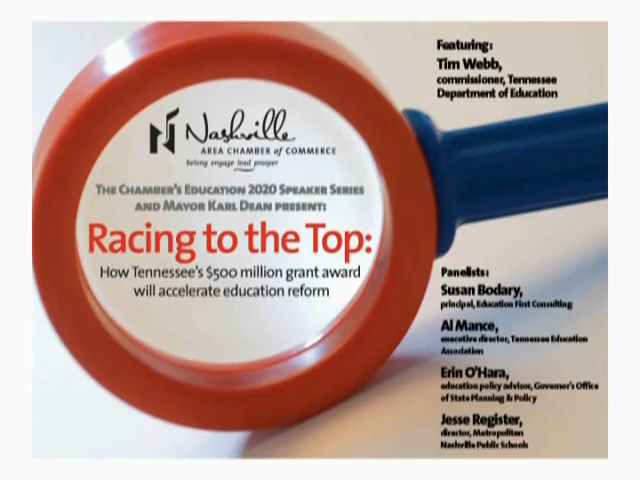 Nashville
AREA CHAMBER of COMMERCE
belong engage lead prosper
THE CHAMBER'S EDUCATION 2020 SPEAKER SERIES
AND MAYOR KARL DEAN PRESENT:
Racing to the Top:
How Tennessee's $500 million grant award
will accelerate education reform
Featuring:
Tim Webb,
commissioner, Tennessee
Department of Education
Panelists:
Susan Bodary,
principal, Education First Consulting
Al Mance,
executive director, Tennessee Education
Association
Erin O'Hara,
education policy advisor, Governor's Office
of State Planning & Policy
Jesse Register,
director, Metropolitan
Nashville Public Schools